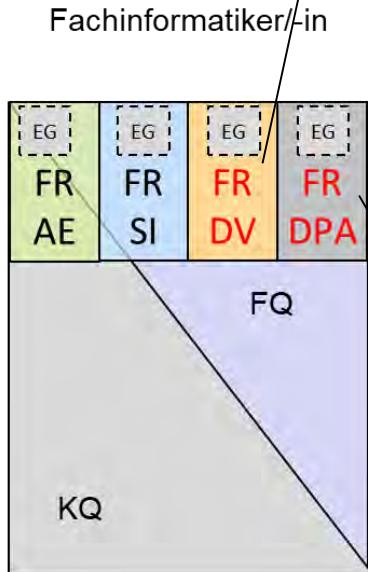 Fachinformatiker/-in
EG EG EG EG
FR FR FR FR
AE SI DV DPA
FQ
KQ